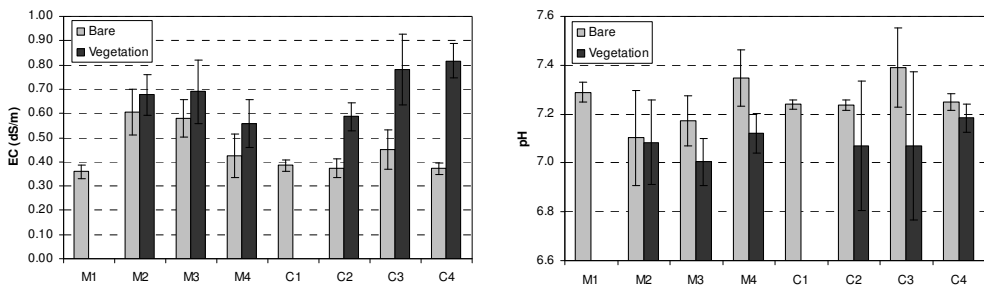 EC (dS/m)
1.00
0.90
0.80
0.70
0.60
0.50
0.40
0.30
0.20
0.10
0.00
Bare
Vegetation
M1 M2 M3 M4 C1 C2 C3 C4
pH
7.6
7.4
7.2
7.0
6.8
6.6
Bare
Vegetation
M1 M2 M3 M4 C1 C2 C3 C4